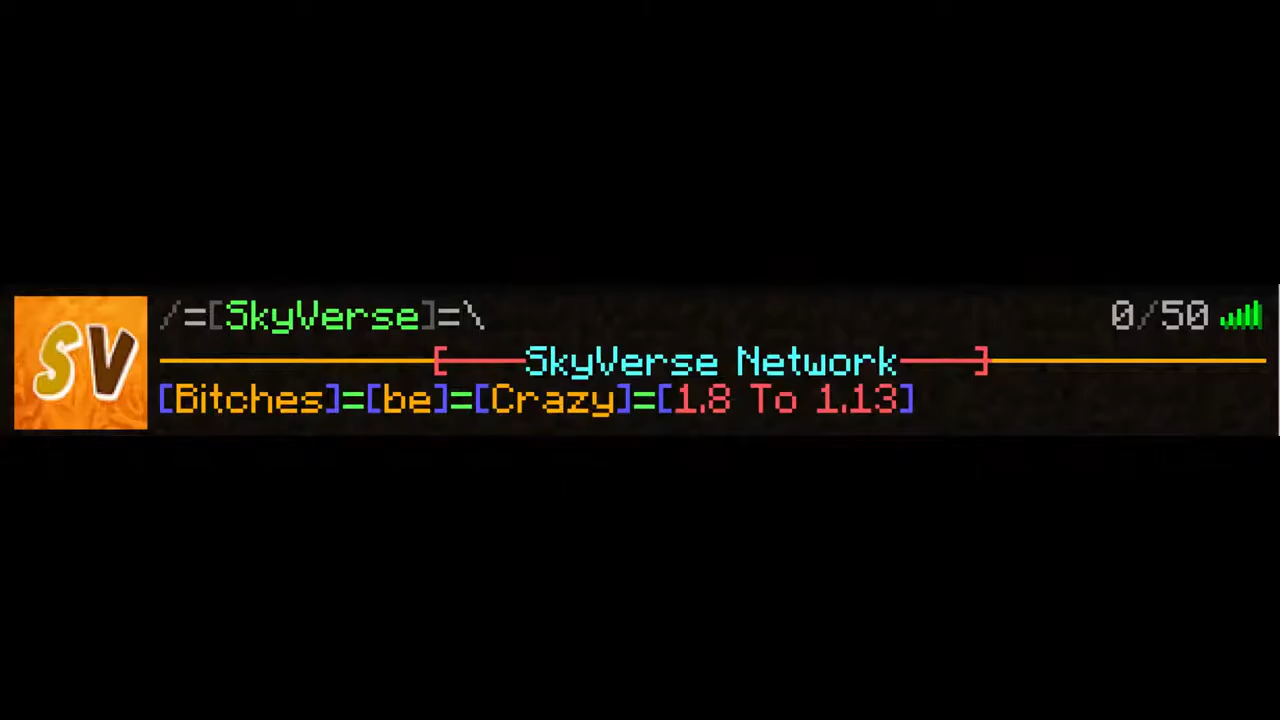 SV
/=[SkyVerse]=\
0/50
[——SkyVerse Network——]
[Bitches]=[be]=[Crazy]=[1.8 To 1.13]